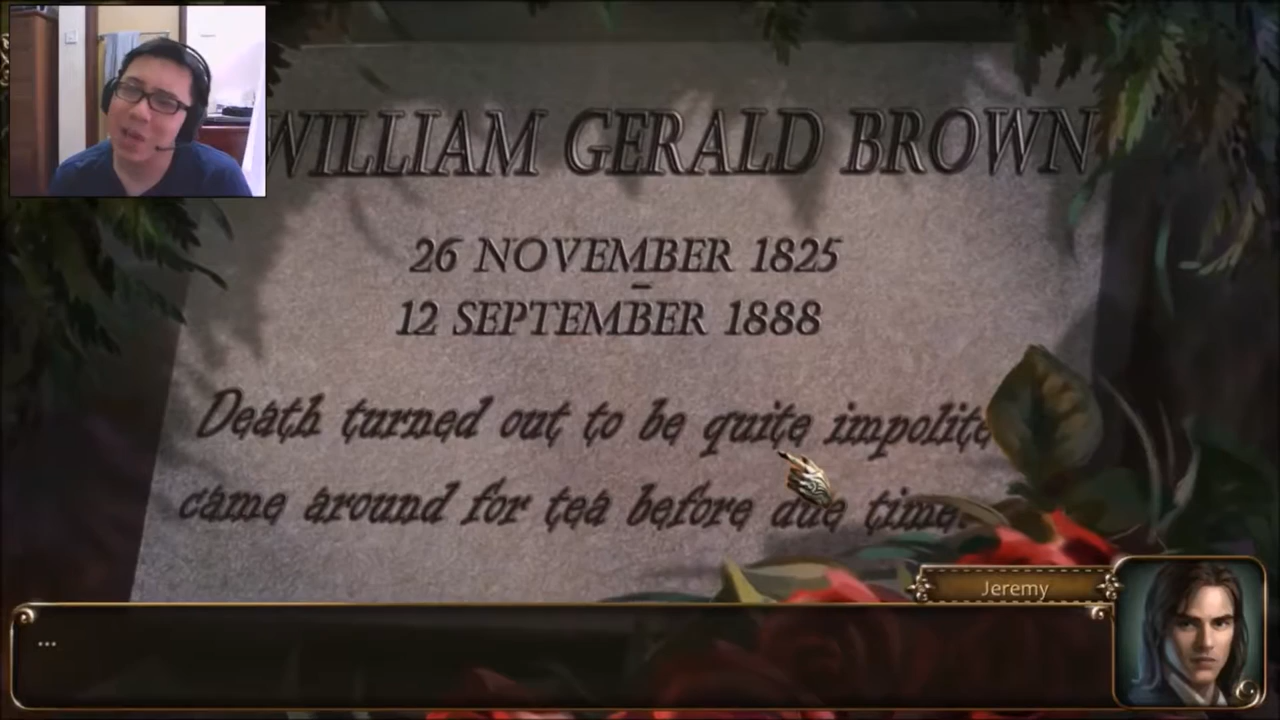 WILLIAM GERALD BROWN
26 NOVEMBER 1825
–
12 SEPTEMBER 1888
Death turned out to be quite impolite
came around for tea before due time.
Jeremy
...